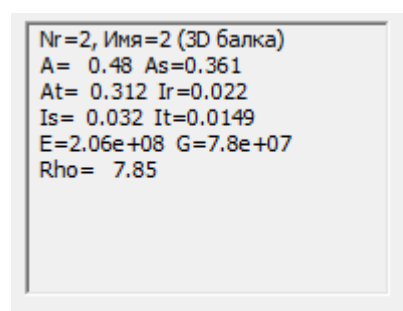 Nr=2, Имя=2 (3D балка)
A= 0.48 As=0.361
At= 0.312 Ir=0.022
Is= 0.032 It=0.0149
E=2.06e+08 G=7.8e+07
Rho= 7.85